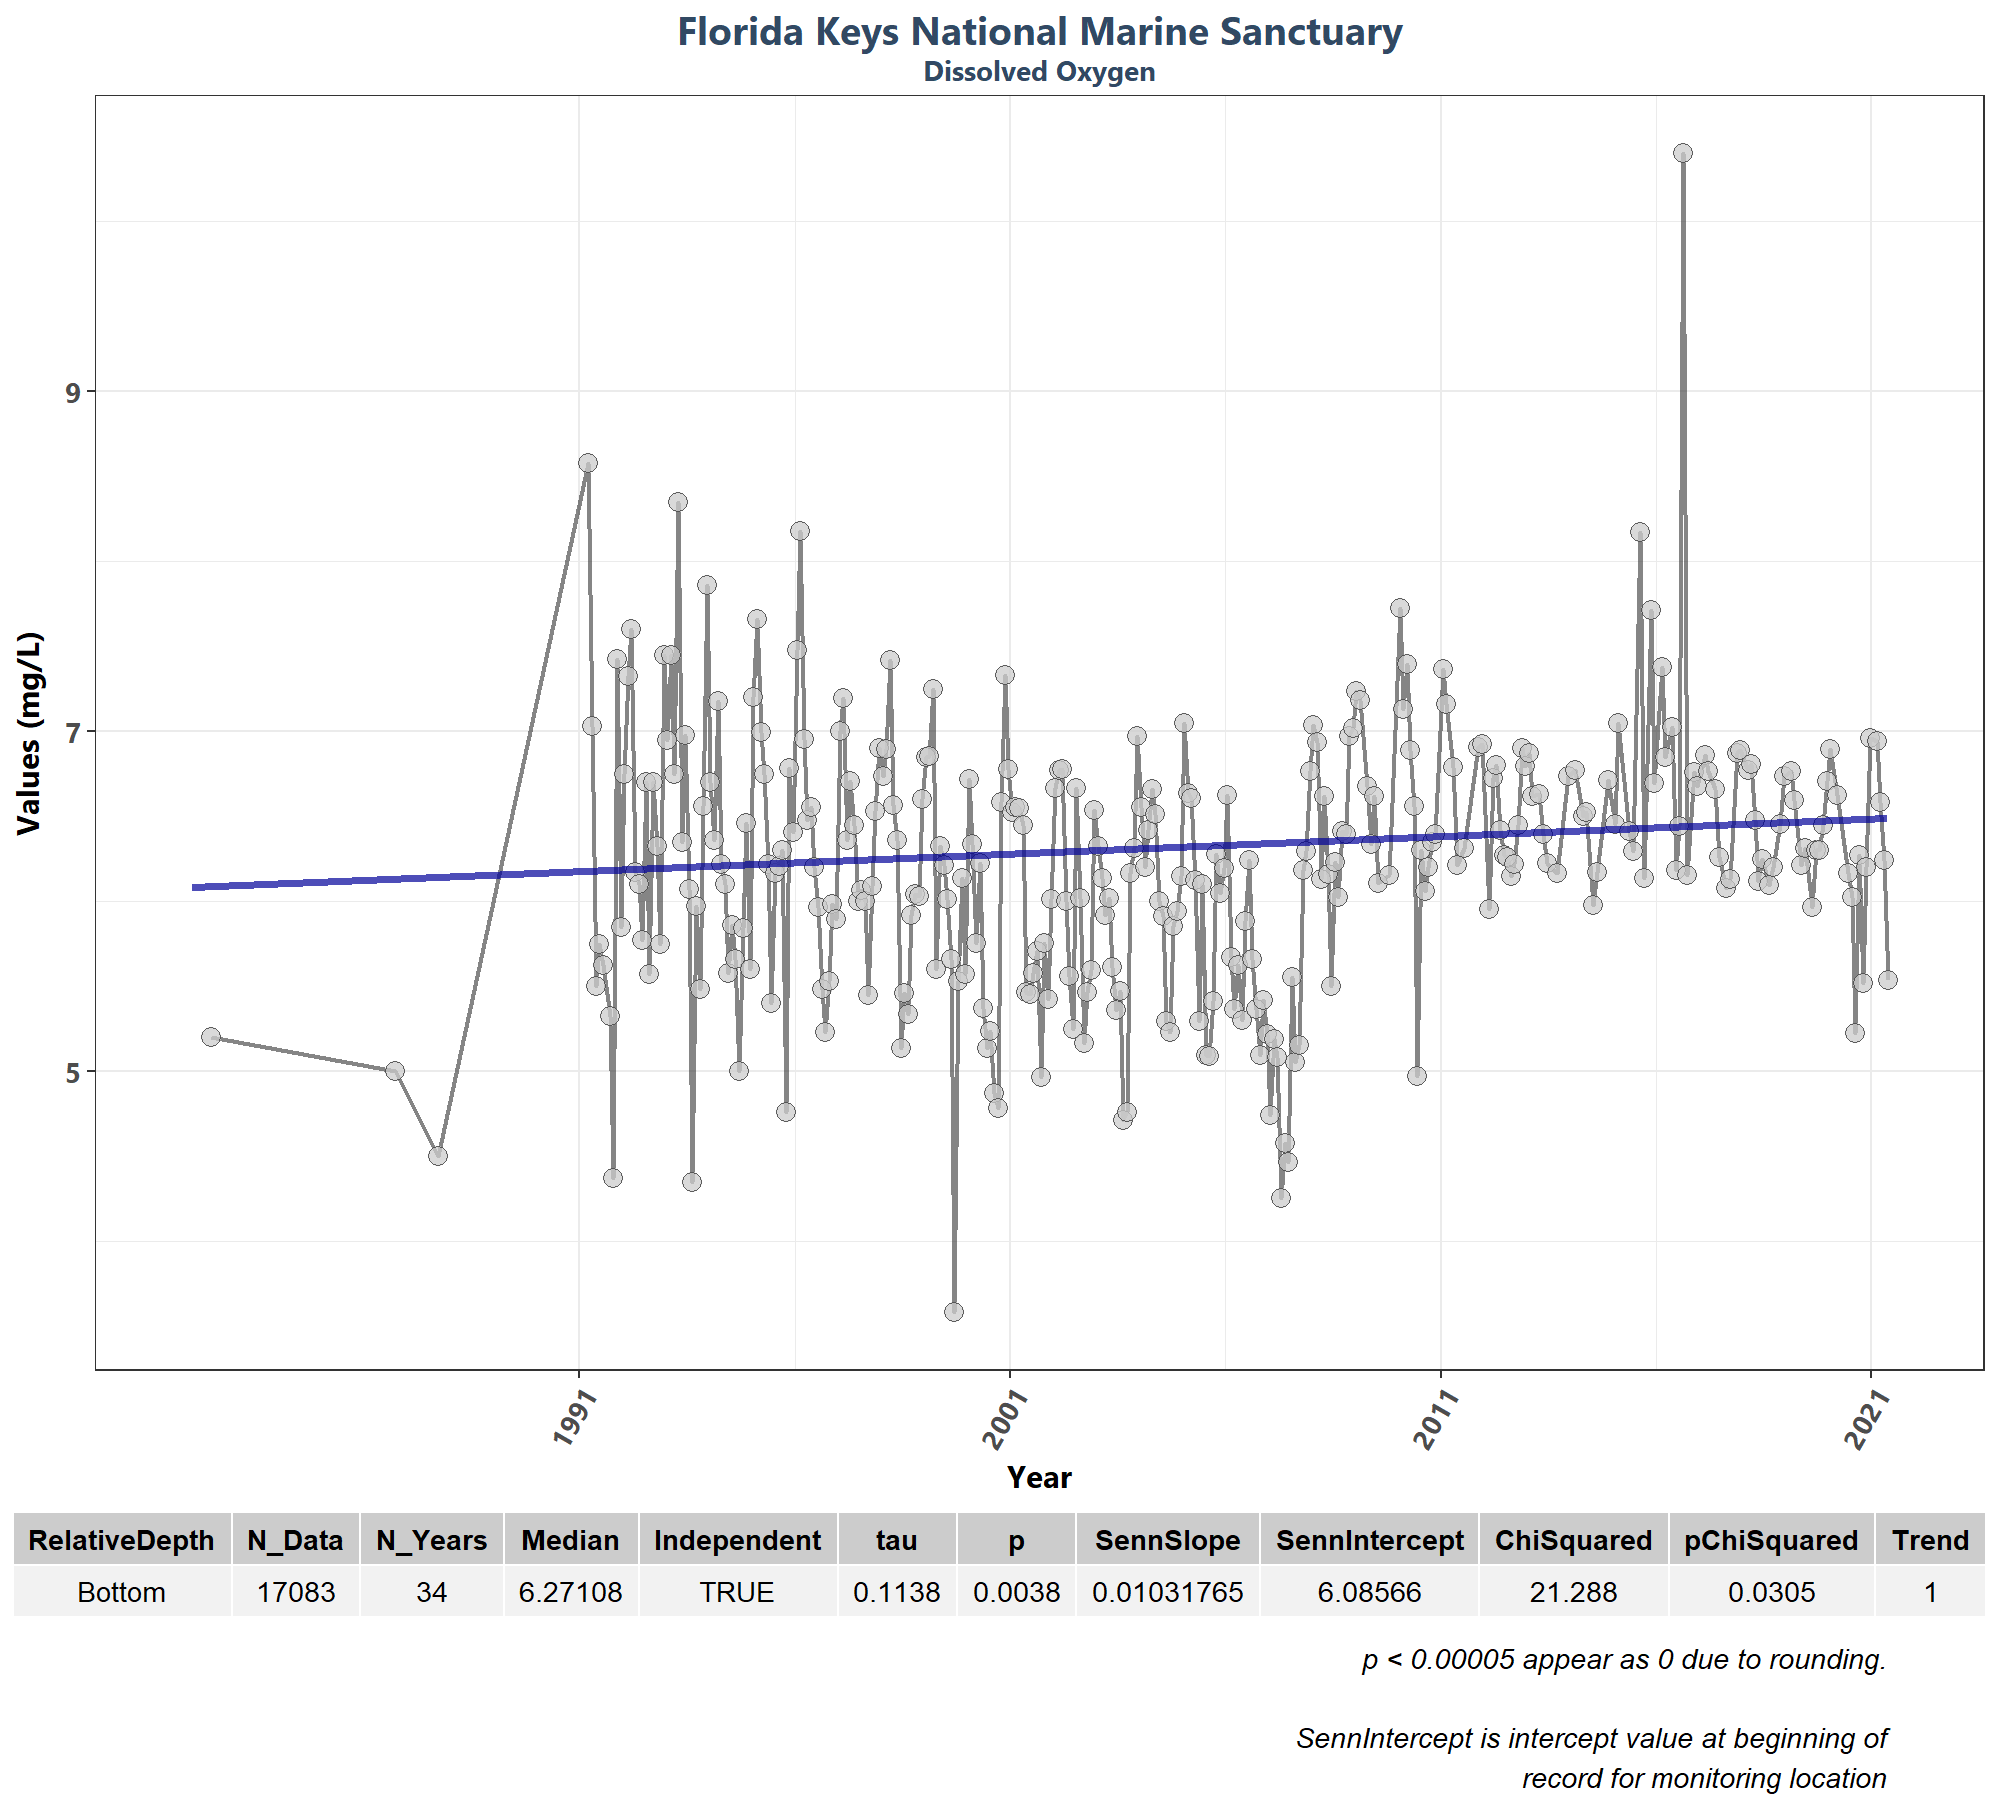 Florida Keys National Marine Sanctuary
Dissolved Oxygen
Values (mg/L)
9
7
5
1991 2001 2011 2021
Year
RelativeDepth N_Data N_Years Median Independent tau p SennSlope SennIntercept ChiSquared pChiSquared Trend
Bottom 17083 34 6.27108 TRUE 0.1138 0.0038 0.01031765 6.08566 21.288 0.0305 1
p < 0.00005 appear as 0 due to rounding.
SennIntercept is intercept value at beginning of
record for monitoring location